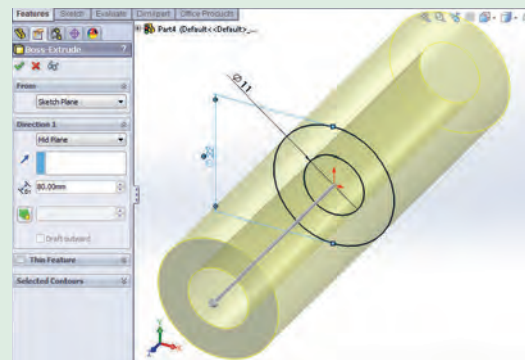 Features Sketch Evaluate DimXpert Office Products
Part4 (Default<<Default>_...
Boss-Extrude ?
From
Sketch Plane
Direction 1
Mid Plane
80.00mm
Draft outward
Thin Feature
Selected Contours
Ø11
Y
X
Z